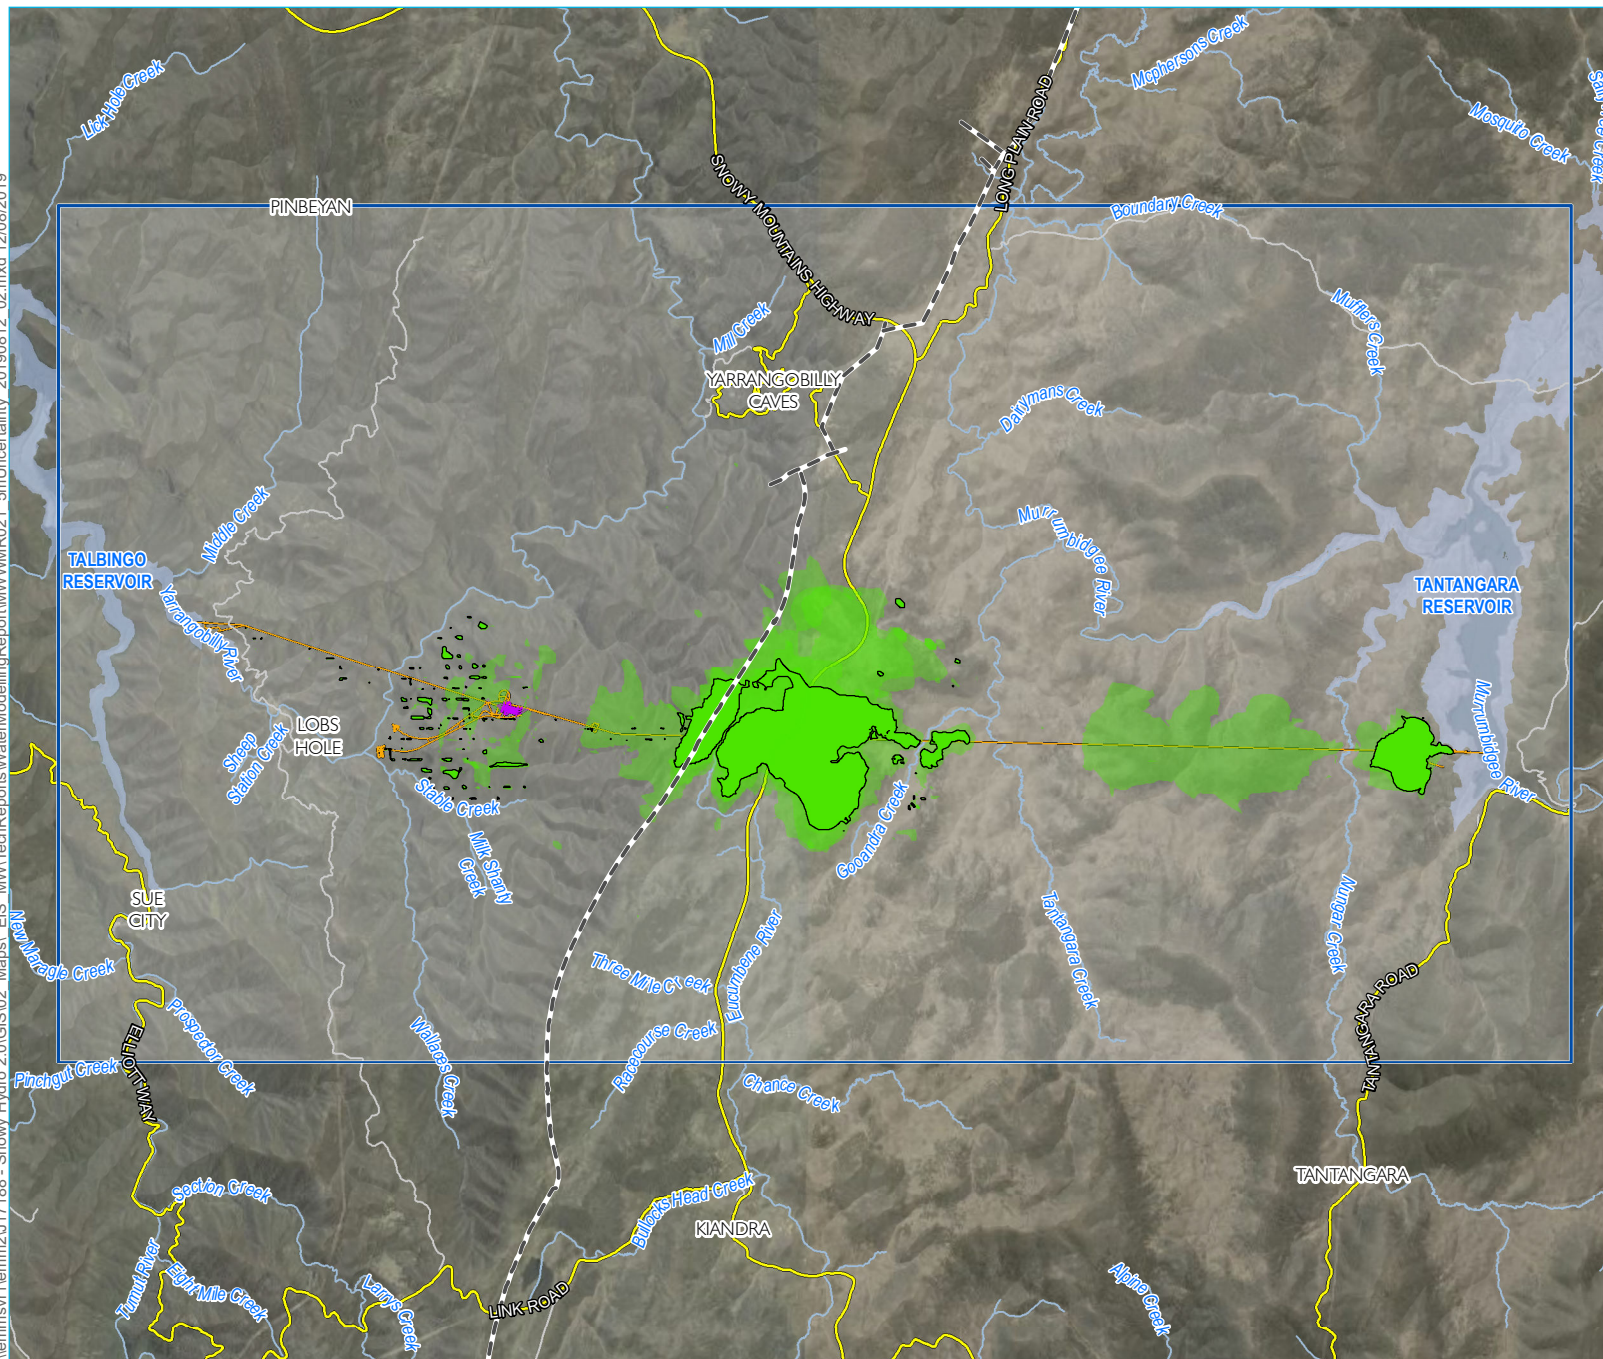 Lick Hole Creek
Mcphersons Creek
Mosquito Creek
LONG PLAIN ROAD
SNOWY MOUNTAINS HIGHWAY
PINBEYAN
Boundary Creek
Mufflers Creek
Mill Creek
YARRANGOBILLY
CAVES
Dairymans Creek
Murrumbidgee River
Middle Creek
TALBINGO
RESERVOIR
TANTANGARA
RESERVOIR
Yarrangobilly River
LOBS
HOLE
Sheep
Station Creek
Stable Creek
Milk Shanty
Creek
Gooandra Creek
Murrumbidgee River
SUE
CITY
New Maragle Creek
Three Mile Creek
Eucumbene River
Tantangara Creek
Nungar Creek
TANTANGARA ROAD
Prospector Creek
Wallaces Creek
Racecourse Creek
ELLIOTT WAY
Pinchgut Creek
Chance Creek
TANTANGARA
Section Creek
Bullocks Head Creek
KIANDRA
Tumut River
Eight Mile Creek
Larrys Creek
LINK ROAD
Alpine Creek